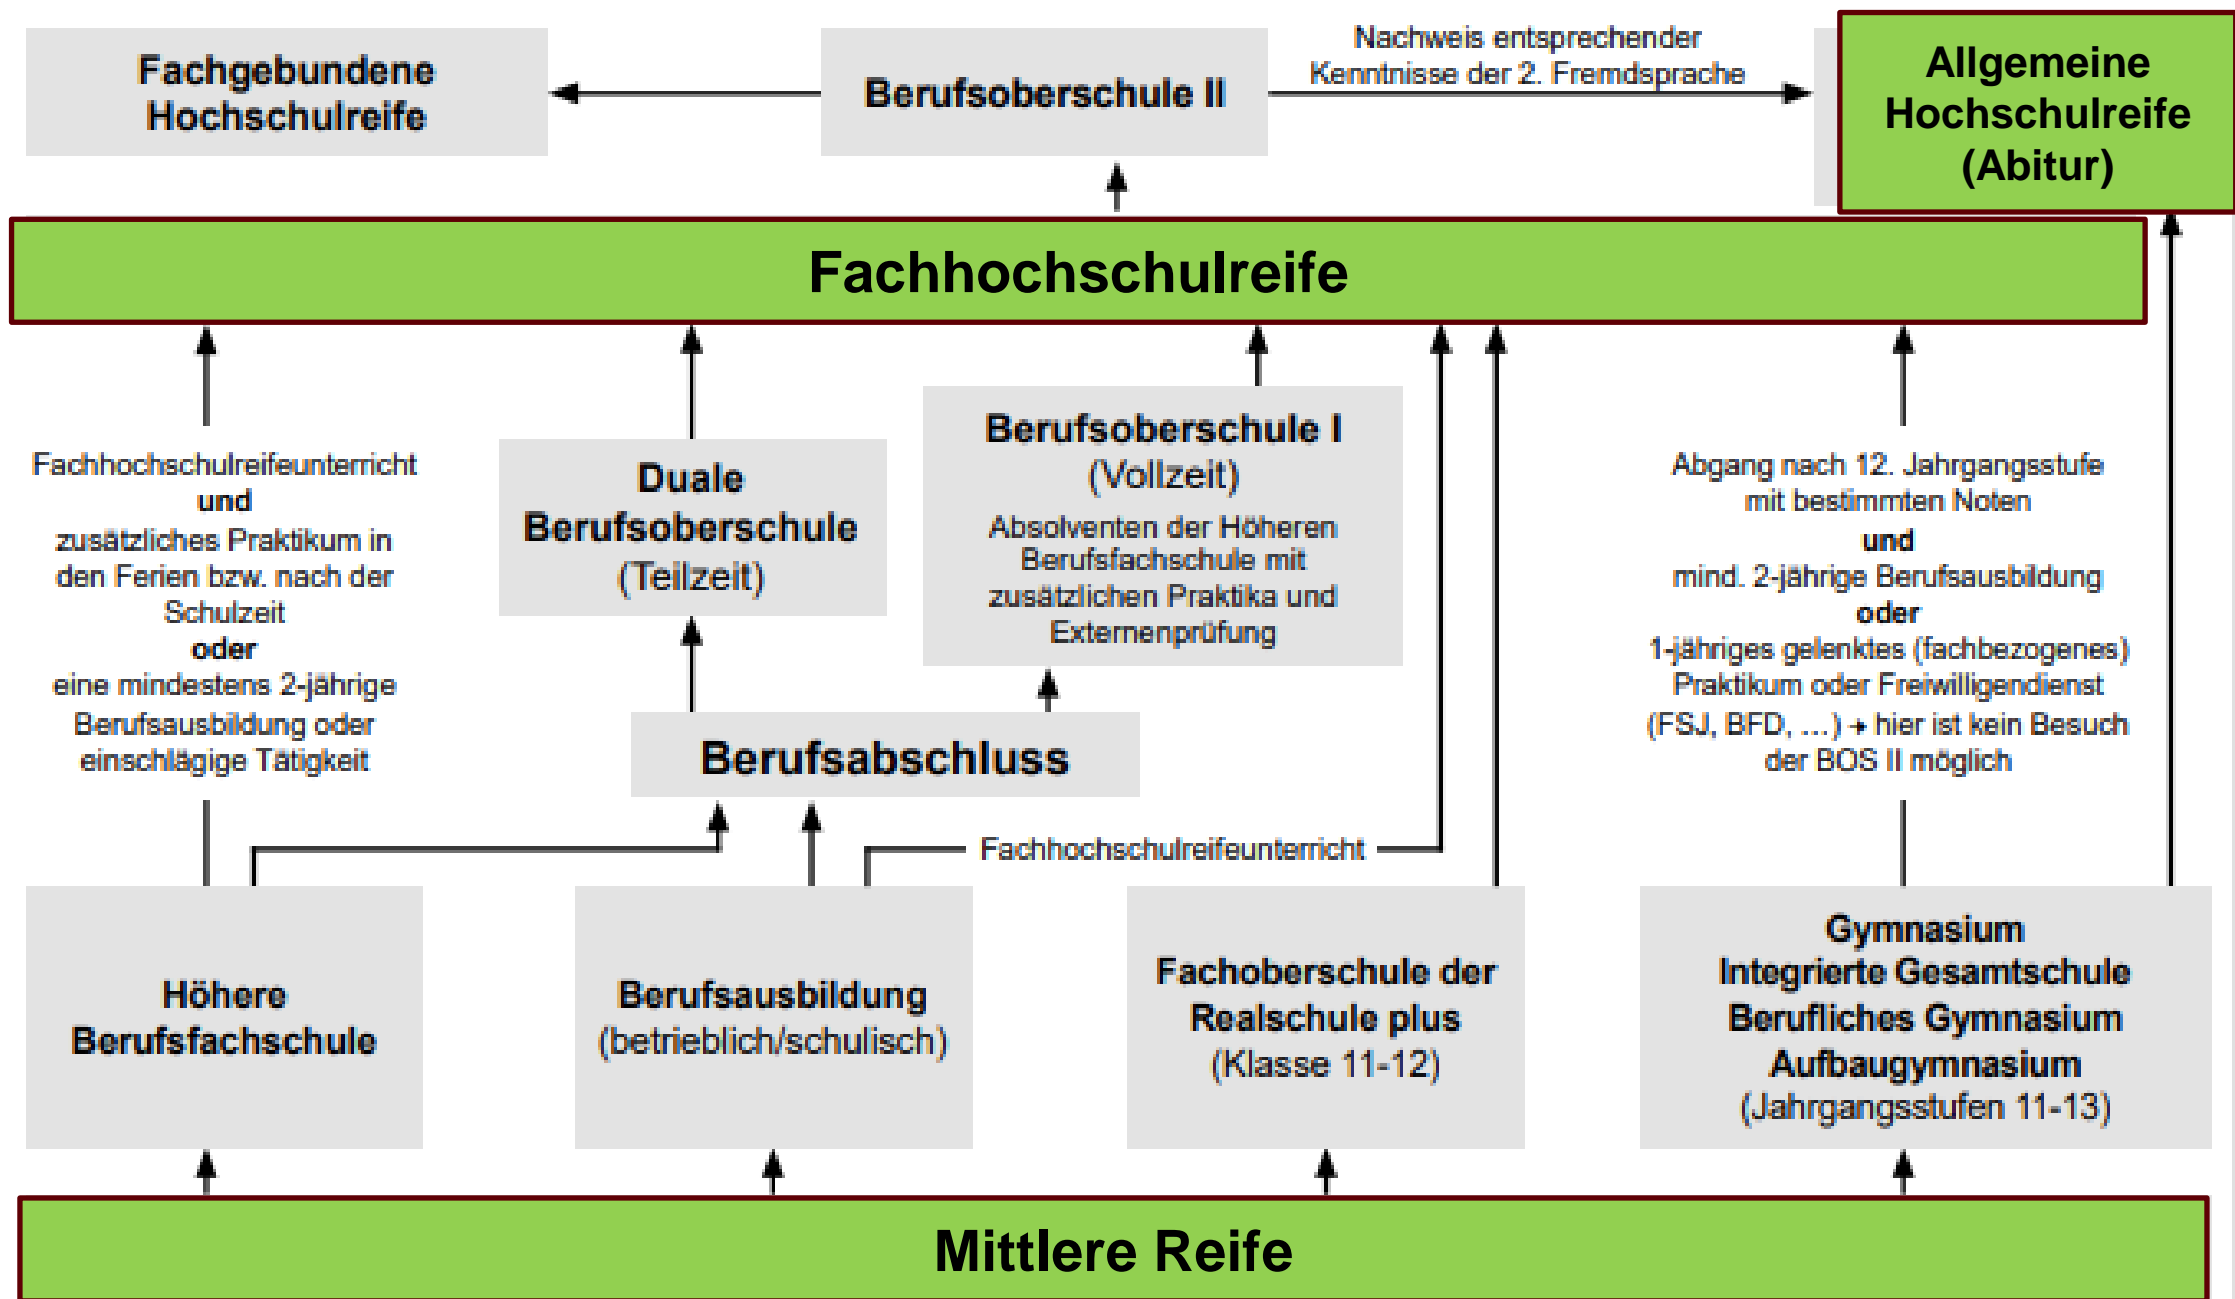 Fachgebundene
Hochschulreife
Berufsoberschule II
Nachweis entsprechender
Kenntnisse der 2. Fremdsprache
Allgemeine
Hochschulreife
(Abitur)
Fachhochschulreife
Fachhochschulreifeunterricht
und
zusätzliches Praktikum in
den Ferien bzw. nach der
Schulzeit
oder
eine mindestens 2-jährige
Berufsausbildung oder
einschlägige Tätigkeit
Duale
Berufsoberschule
(Teilzeit)
Berufsoberschule I
(Vollzeit)
Absolventen der Höheren
Berufsfachschule mit
zusätzlichen Praktika und
Externenprüfung
Abgang nach 12. Jahrgangsstufe
mit bestimmten Noten
und
mind. 2-jährige Berufsausbildung
oder
1-jähriges gelenktes (fachbezogenes)
Praktikum oder Freiwilligendienst
(FSJ, BFD, ...) → hier ist kein Besuch
der BOS II möglich
Berufsabschluss
Fachhochschulreifeunterricht
Höhere
Berufsfachschule
Berufsausbildung
(betrieblich/schulisch)
Fachoberschule der
Realschule plus
(Klasse 11-12)
Gymnasium
Integrierte Gesamtschule
Berufliches Gymnasium
Aufbaugymnasium
(Jahrgangsstufen 11-13)
Mittlere Reife